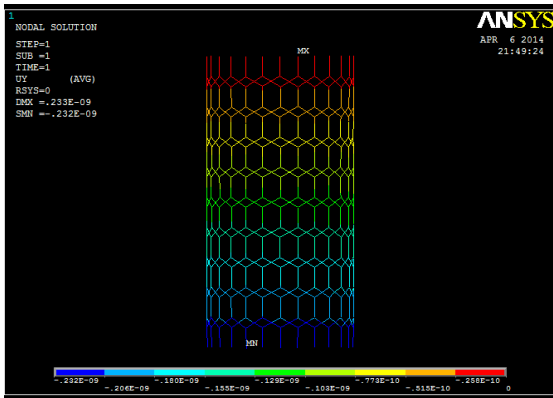 1
NODAL SOLUTION
STEP=1
SUB =1
TIME=1
UY (AVG)
RSYS=0
DMX =.233E-09
SMN =-.232E-09
ANSYS
APR 6 2014
21:49:24
MX
MN
-.232E-09 -.180E-09 -.129E-09 -.773E-10 -.258E-10
-.206E-09 -.155E-09 -.103E-09 -.515E-10 0